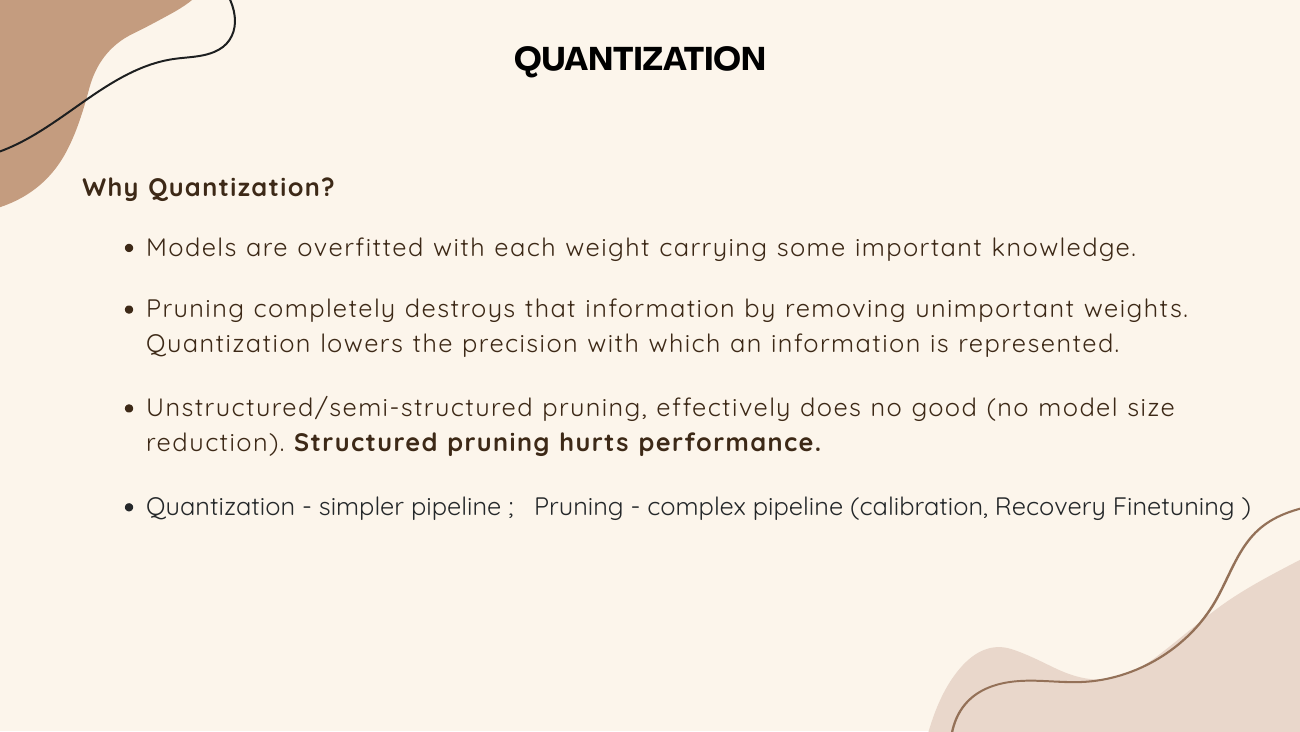 QUANTIZATION
Why Quantization?
• Models are overfitted with each weight carrying some important knowledge.
• Pruning completely destroys that information by removing unimportant weights.
Quantization lowers the precision with which an information is represented.
• Unstructured/semi-structured pruning, effectively does no good (no model size
reduction). Structured pruning hurts performance.
• Quantization - simpler pipeline ;   Pruning - complex pipeline (calibration, Recovery Finetuning )